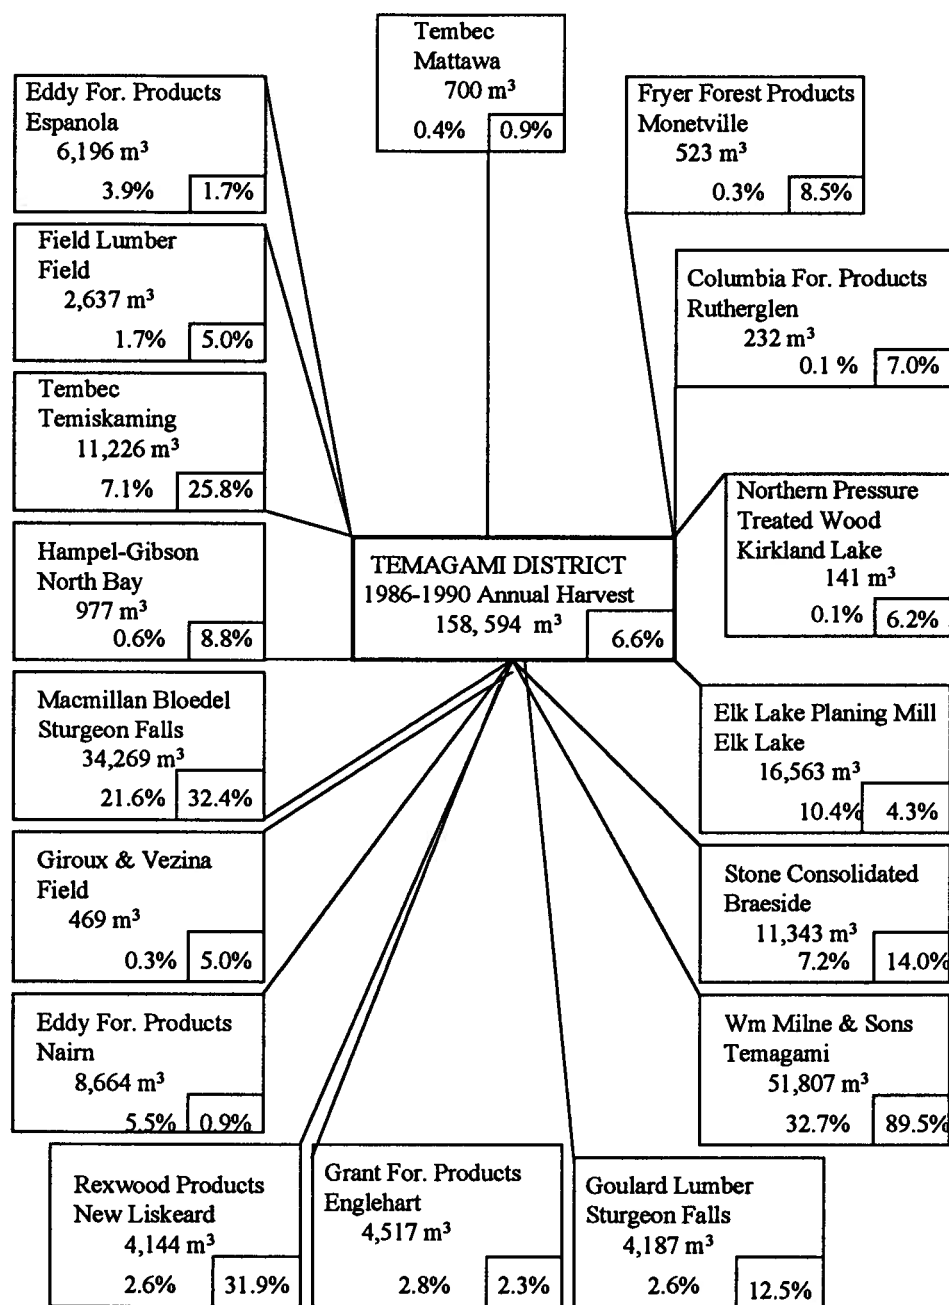 Tembec
Mattawa
700 m³
0.4% 0.9%
Eddy For. Products
Espanola
6,196 m³
3.9% 1.7%
Fryer Forest Products
Monetville
523 m³
0.3% 8.5%
Field Lumber
Field
2,637 m³
1.7% 5.0%
Columbia For. Products
Rutherglen
232 m³
0.1 % 7.0%
Tembec
Temiskaming
11,226 m³
7.1% 25.8%
Northern Pressure
Treated Wood
Kirkland Lake
141 m³
0.1% 6.2%
Hampel-Gibson
North Bay
977 m³
0.6% 8.8%
TEMAGAMI DISTRICT
1986-1990 Annual Harvest
158, 594 m³
6.6%
Macmillan Bloedel
Sturgeon Falls
34,269 m³
21.6% 32.4%
Elk Lake Planing Mill
Elk Lake
16,563 m³
10.4% 4.3%
Giroux & Vezina
Field
469 m³
0.3% 5.0%
Stone Consolidated
Braeside
11,343 m³
7.2% 14.0%
Eddy For. Products
Nairn
8,664 m³
5.5% 0.9%
Wm Milne & Sons
Temagami
51,807 m³
32.7% 89.5%
Rexwood Products
New Liskeard
4,144 m³
2.6% 31.9%
Grant For. Products
Englehart
4,517 m³
2.8% 2.3%
Goulard Lumber
Sturgeon Falls
4,187 m³
2.6% 12.5%